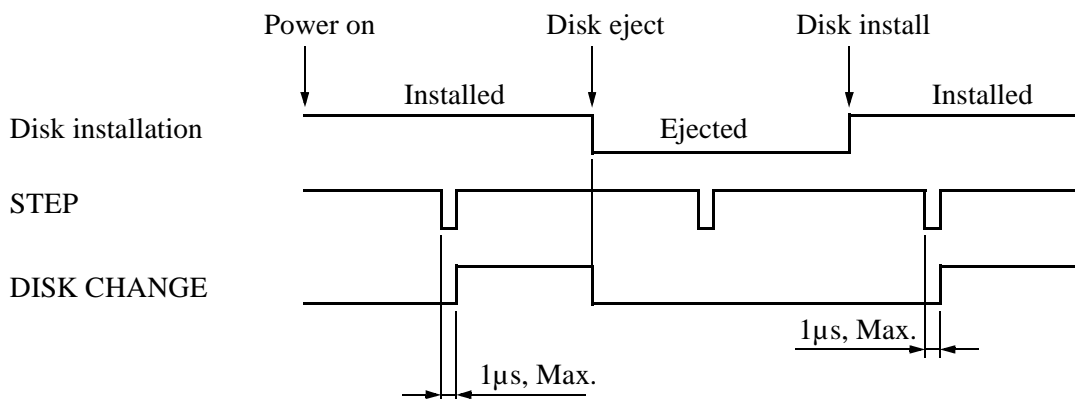 Power on Disk eject Disk install
Installed Installed
Disk installation Ejected
STEP
DISK CHANGE
1µs, Max.
1µs, Max.